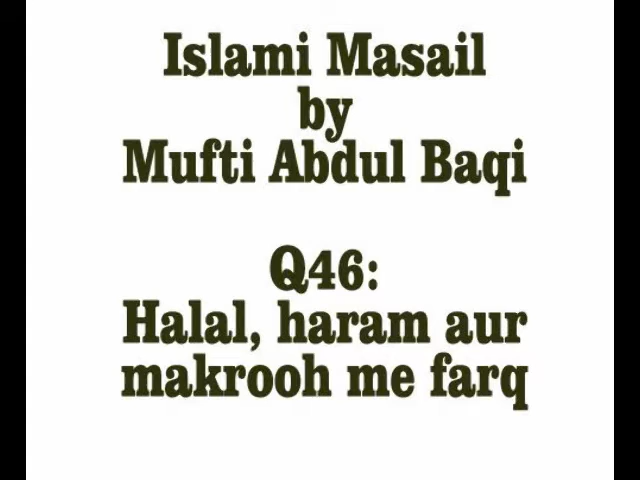 Islami Masail
by
Mufti Abdul Baqi
Q46:
Halal, haram aur
makrooh me farq